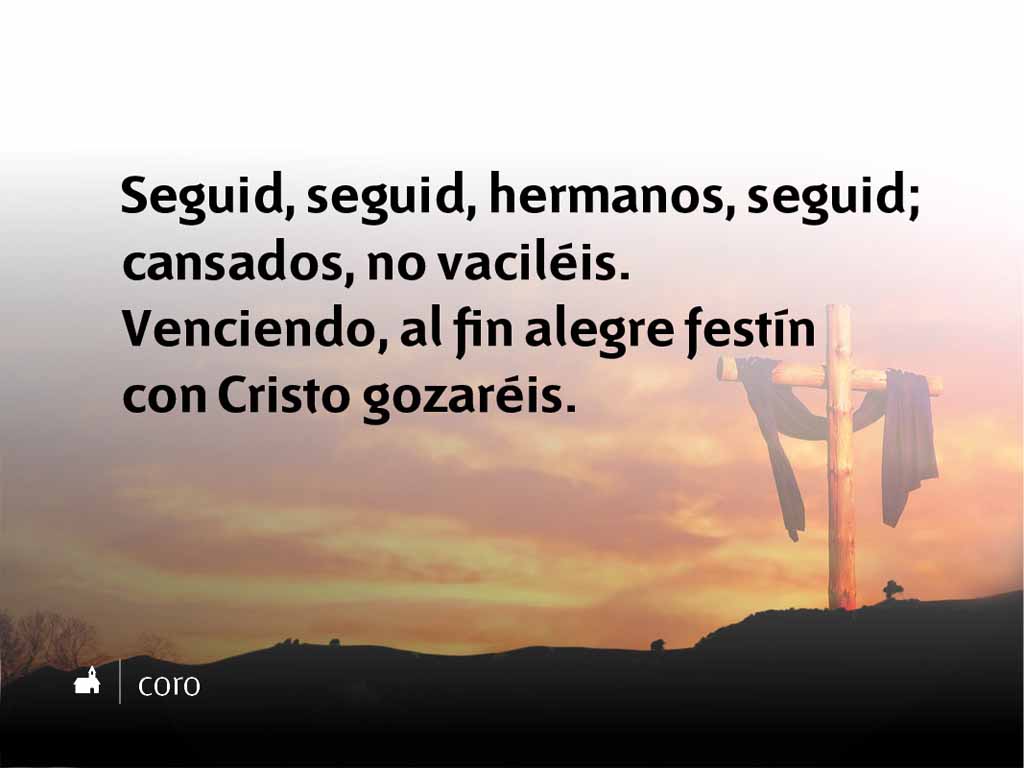 Seguid, seguid, hermanos, seguid;
cansados, no vaciléis.
Venciendo, al fin alegre festín
con Cristo gozaréis.
coro